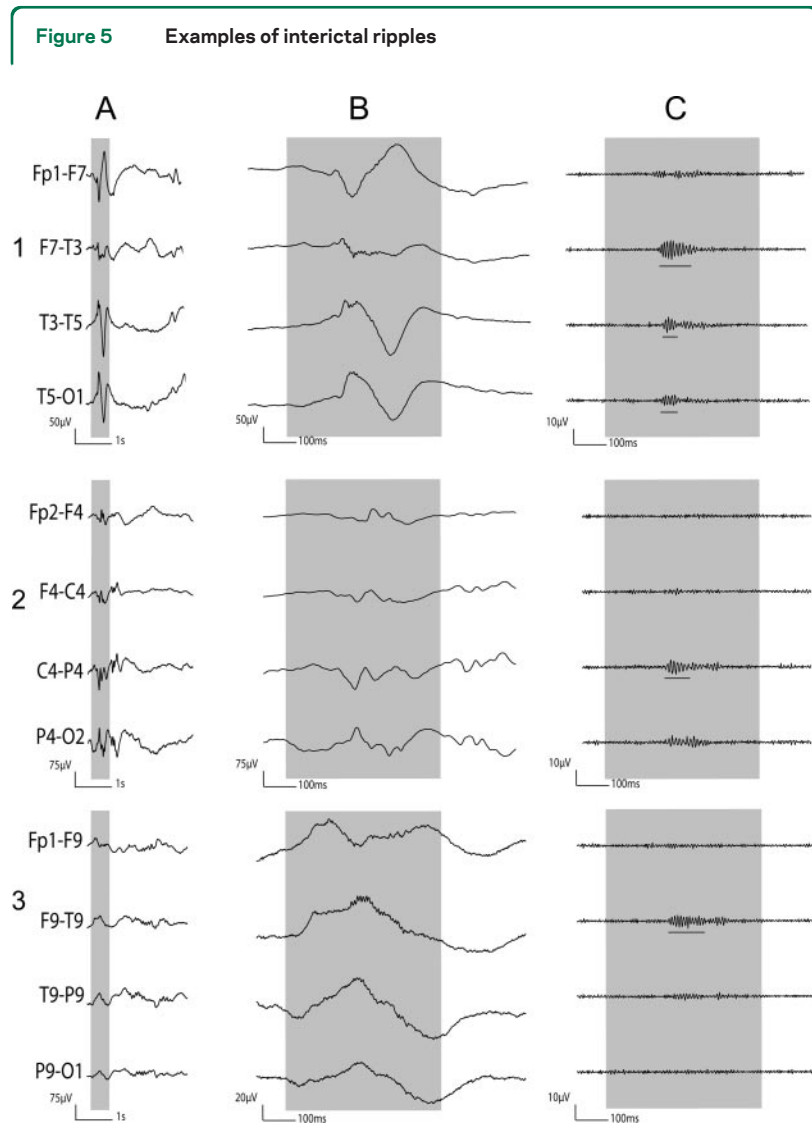 Figure 5 Examples of interictal ripples
A B C
1
Fp1-F7
F7-T3
T3-T5
T5-O1
50µV 1s 50µV 100ms 10µV 100ms
2
Fp2-F4
F4-C4
C4-P4
P4-O2
75µV 1s 75µV 100ms 10µV 100ms
3
Fp1-F9
F9-T9
T9-P9
P9-O1
75µV 1s 20µV 100ms 10µV 100ms